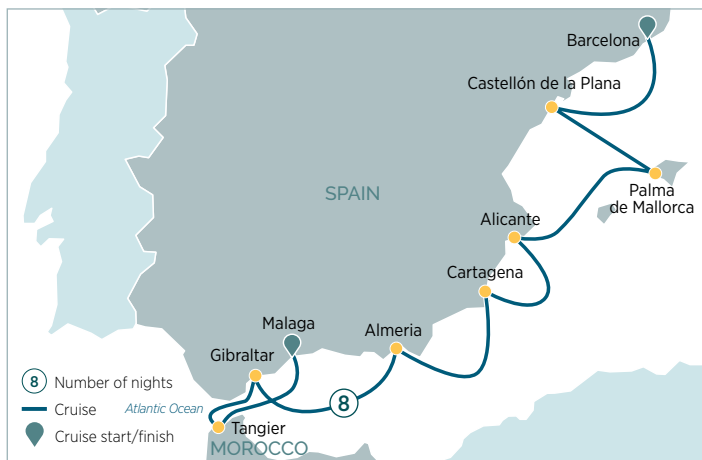 Barcelona
Castellón de la Plana
SPAIN
Palma
de Mallorca
Alicante
Cartagena
Malaga
Almeria
Gibraltar
8
8 Number of nights
Cruise
Atlantic Ocean
Tangier
Cruise start/finish
MOROCCO